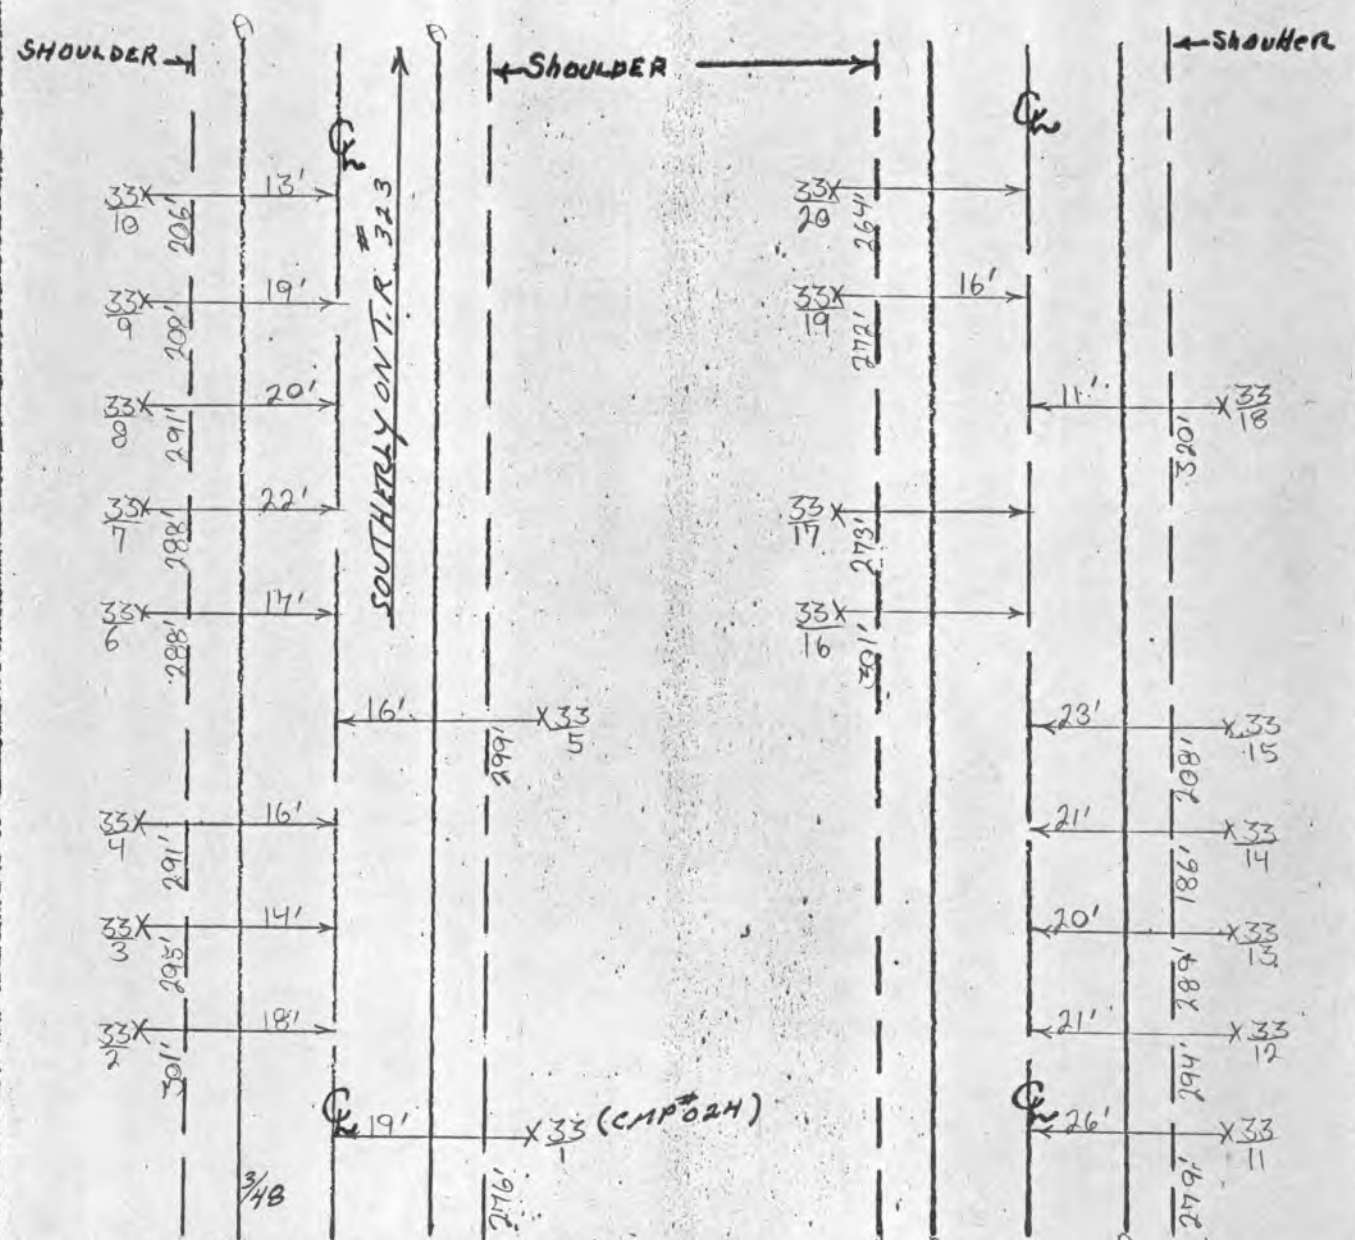 SHOULDER
SHOULDER
Shoulder
℄
℄
SOUTHERLY ON T.R. # 323
33 X 13'
10
206'
33 X 19'
9
209'
33 X 20'
8
291'
33 X 22'
7
288'
33 X 17'
6
288'
16' X 33
5
299'
33 X 16'
4
291'
33 X 14'
3
295'
33 X 18'
2
301'
℄ 19' X 33 (CMP #024)
1
276'
3/48
33 X
20
264'
33 X 16'
19
272'
11' X 33
18
320'
33 X
17
273'
33 X
16
301'
23' X 33
15
208'
21' X 33
14
186'
20' X 33
13
289'
21' X 33
12
294'
℄ 26' X 33
11
279'